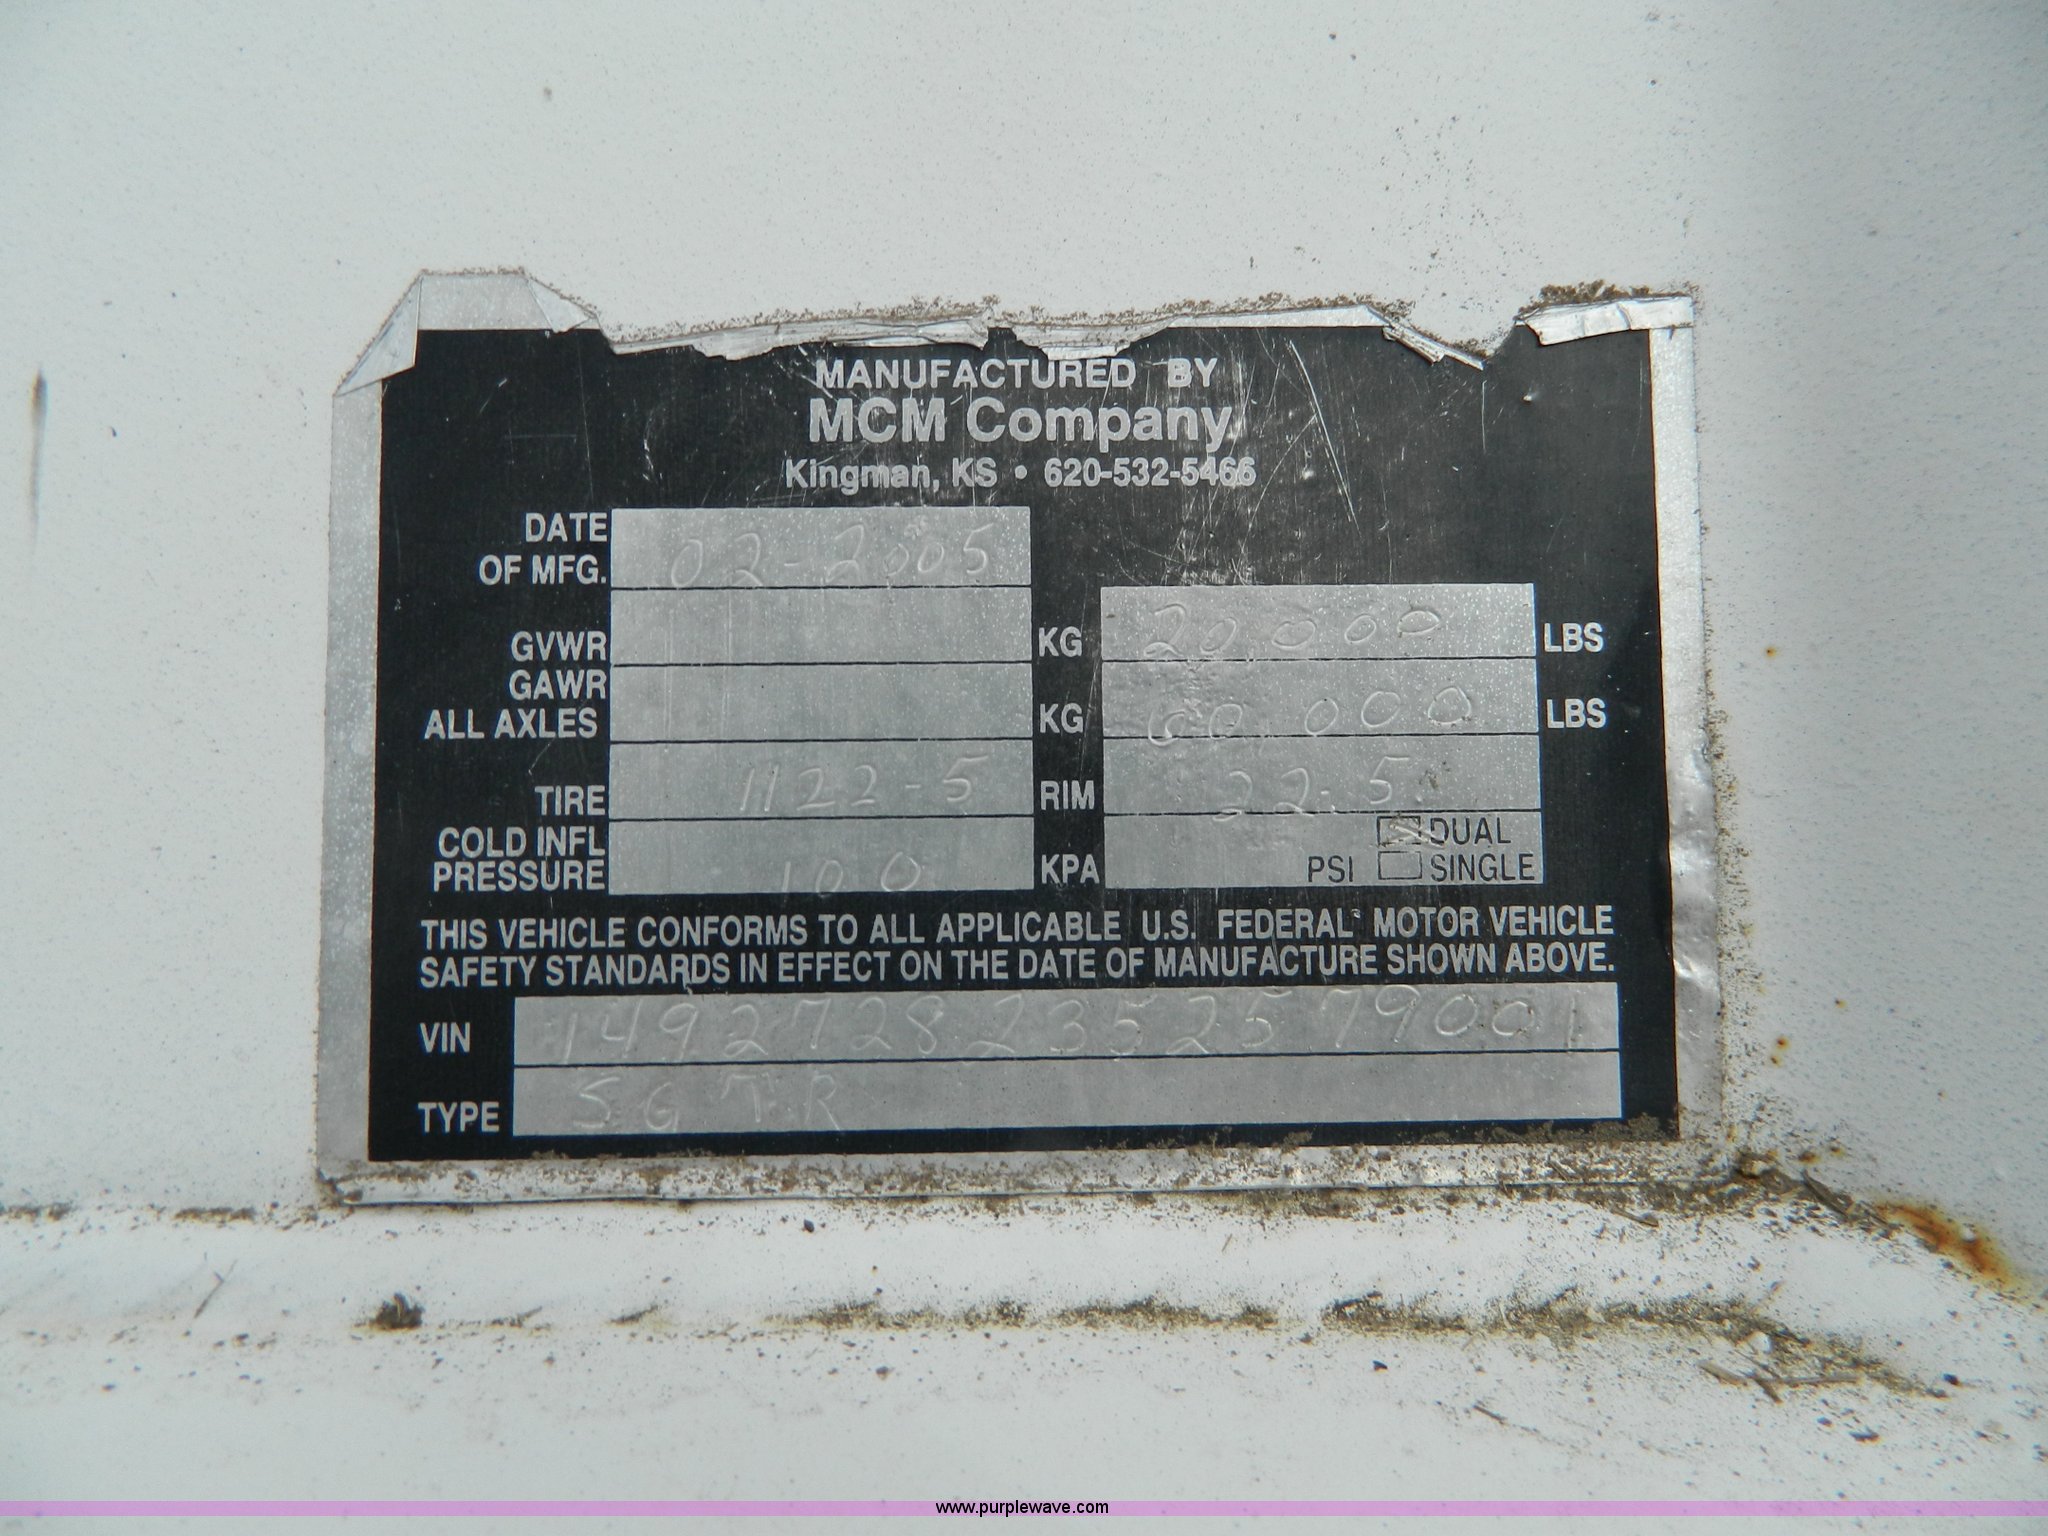 MANUFACTURED BY
MCM Company
Kingman, KS • 620-532-5466
DATE OF MFG. 02-2005
GVWR KG 20,000 LBS
GAWR ALL AXLES KG 60,000 LBS
TIRE 1122-5 RIM 22.5
COLD INFL PRESSURE 100 KPA PSI DUAL SINGLE
THIS VEHICLE CONFORMS TO ALL APPLICABLE U.S. FEDERAL MOTOR VEHICLE
SAFETY STANDARDS IN EFFECT ON THE DATE OF MANUFACTURE SHOWN ABOVE.
VIN 14927282352579001
TYPE SGTR
www.purplewave.com